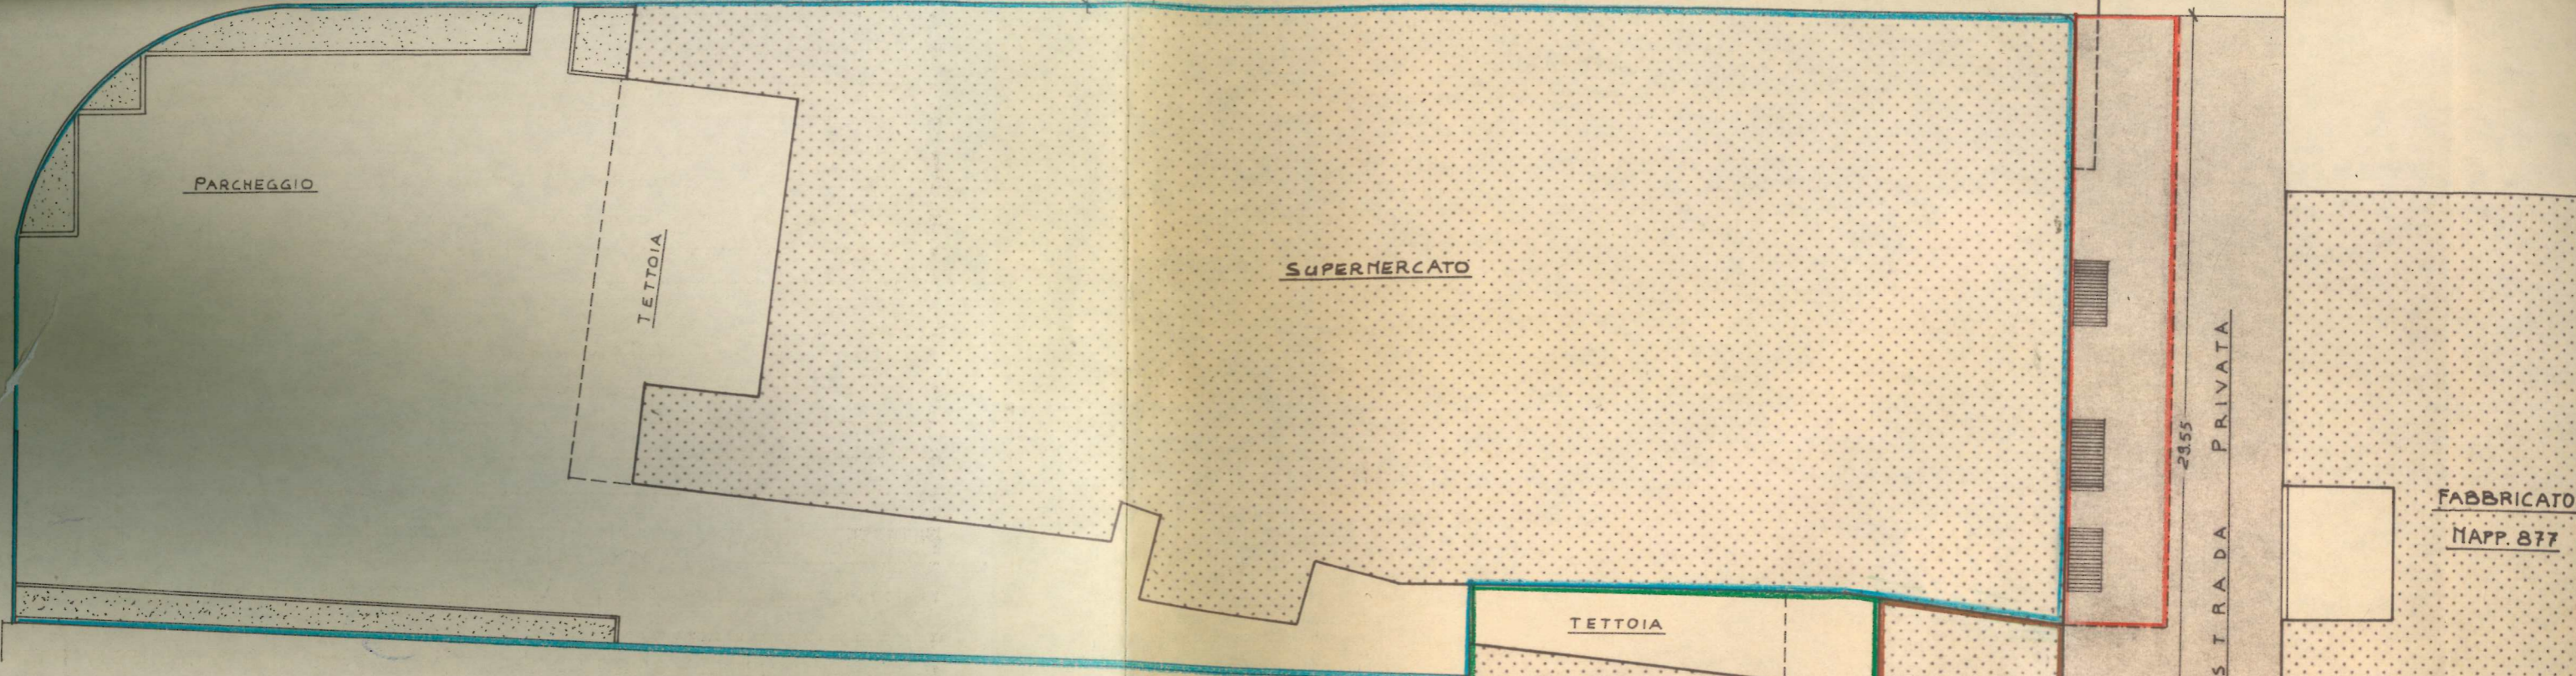 PARCHEGGIO
TETTOIA
SUPERMERCATO
TETTOIA
29.55
STRADA PRIVATA
FABBRICATO
MAPP. 877